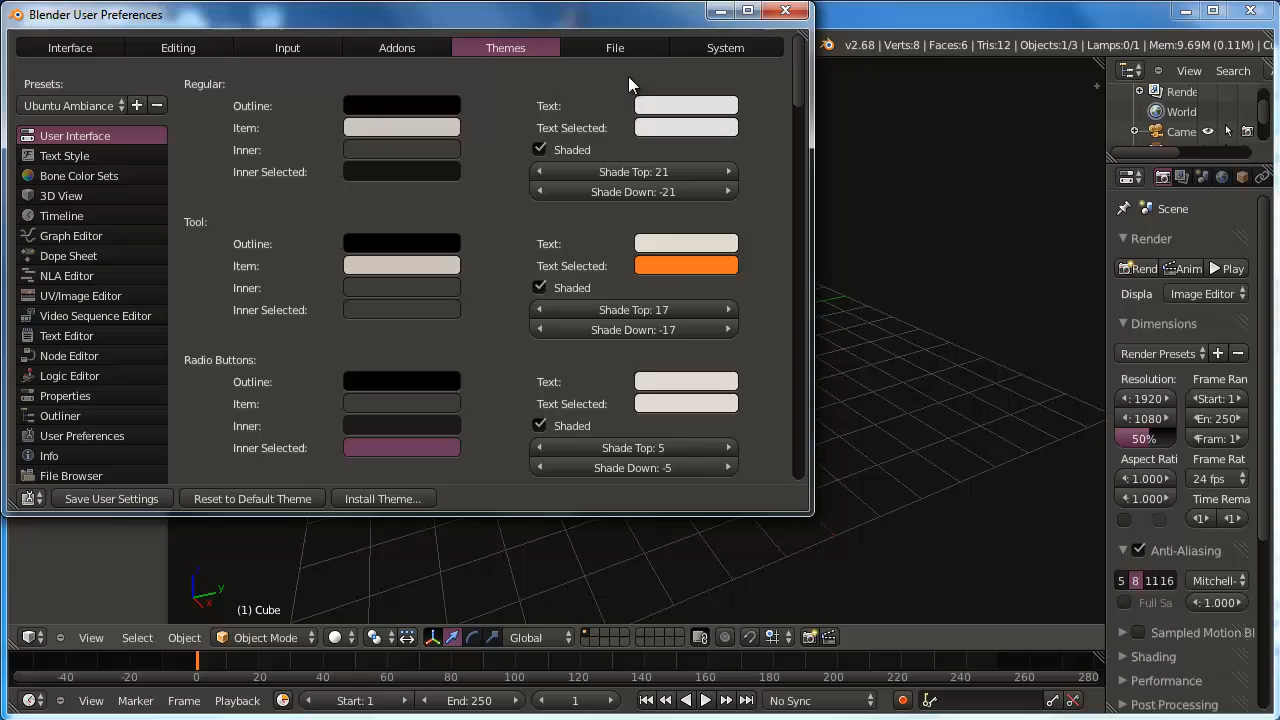 Blender User Preferences
Interface
Editing
Input
Addons
Themes
File
System
Presets:
Ubuntu Ambiance
User Interface
Text Style
Bone Color Sets
3D View
Timeline
Graph Editor
Dope Sheet
NLA Editor
UV/Image Editor
Video Sequence Editor
Text Editor
Node Editor
Logic Editor
Properties
Outliner
User Preferences
Info
File Browser
Regular:
Outline:
Item:
Inner:
Inner Selected:
Text:
Text Selected:
Shaded
Shade Top: 21
Shade Down: -21
Tool:
Outline:
Item:
Inner:
Inner Selected:
Text:
Text Selected:
Shaded
Shade Top: 17
Shade Down: -17
Radio Buttons:
Outline:
Item:
Inner:
Inner Selected:
Text:
Text Selected:
Shaded
Shade Top: 5
Shade Down: -5
Save User Settings
Reset to Default Theme
Install Theme...
v2.68 | Verts:8 | Faces:6 | Tris:12 | Objects:1/3 | Lamps:0/1 | Mem:9.69M (0.11M) | Cu
View
Search
Rende
World
Came
Scene
Render
Rend
Anim
Play
Displa
Image Editor
Dimensions
Render Presets
Resolution:
Frame Ran
: 1920
Start: 1
: 1080
En: 250
50%
Fram: 1
Aspect Rati
Frame Rat
: 1.000
24 fps
: 1.000
Time Rema
: 1
: 1
Anti-Aliasing
5 8 11 16
Mitchell-
Full Sa
: 1.000
Sampled Motion Bl
Shading
Performance
Post Processing
z
y
x
(1) Cube
View
Select
Object
Object Mode
Global
-40 -20 0 20 40 60 80 100 120 140 160 180 200 220 240 260 280
View
Marker
Frame
Playback
Start: 1
End: 250
1
No Sync